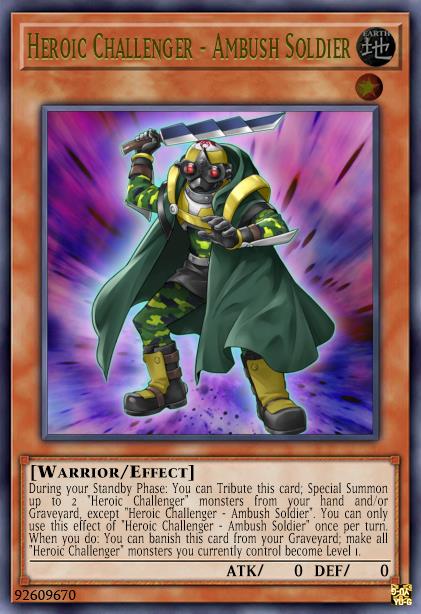 Heroic Challenger - Ambush Soldier
EARTH
地
[Warrior/Effect]
During your Standby Phase: You can Tribute this card; Special Summon
up to 2 "Heroic Challenger" monsters from your hand and/or
Graveyard, except "Heroic Challenger - Ambush Soldier". You can only
use this effect of "Heroic Challenger - Ambush Soldier" once per turn.
When you do: You can banish this card from your Graveyard; make all
"Heroic Challenger" monsters you currently control become Level 1.
ATK/ 0 DEF/ 0
92609670